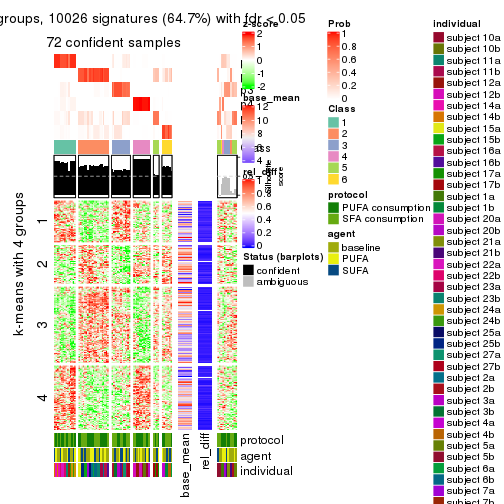 groups, 10026 signatures (64.7%) with fdr < 0.05
72 confident samples
z-score
2
1
0
-1
-2
base_mean
12
10
8
6
4
rel_diff
1
0.8
0.6
0.4
0.2
0
silhouette
score
Status (barplots)
confident
ambiguous
Prob
1
0.8
0.6
0.4
0.2
0
Class
1
2
3
4
5
6
protocol
PUFA consumption
SFA consumption
agent
baseline
PUFA
SUFA
individual
subject 10a
subject 10b
subject 11a
subject 11b
subject 12a
subject 12b
subject 14a
subject 14b
subject 15a
subject 15b
subject 16a
subject 16b
subject 17a
subject 17b
subject 1a
subject 1b
subject 20a
subject 20b
subject 21a
subject 21b
subject 22a
subject 22b
subject 23a
subject 23b
subject 24a
subject 24b
subject 25a
subject 25b
subject 27a
subject 27b
subject 2a
subject 2b
subject 3a
subject 3b
subject 4a
subject 4b
subject 5a
subject 5b
subject 6a
subject 6b
subject 7a
subject 7b
k-means with 4 groups
1
2
3
4
protocol
agent
individual
base_mean
rel_diff